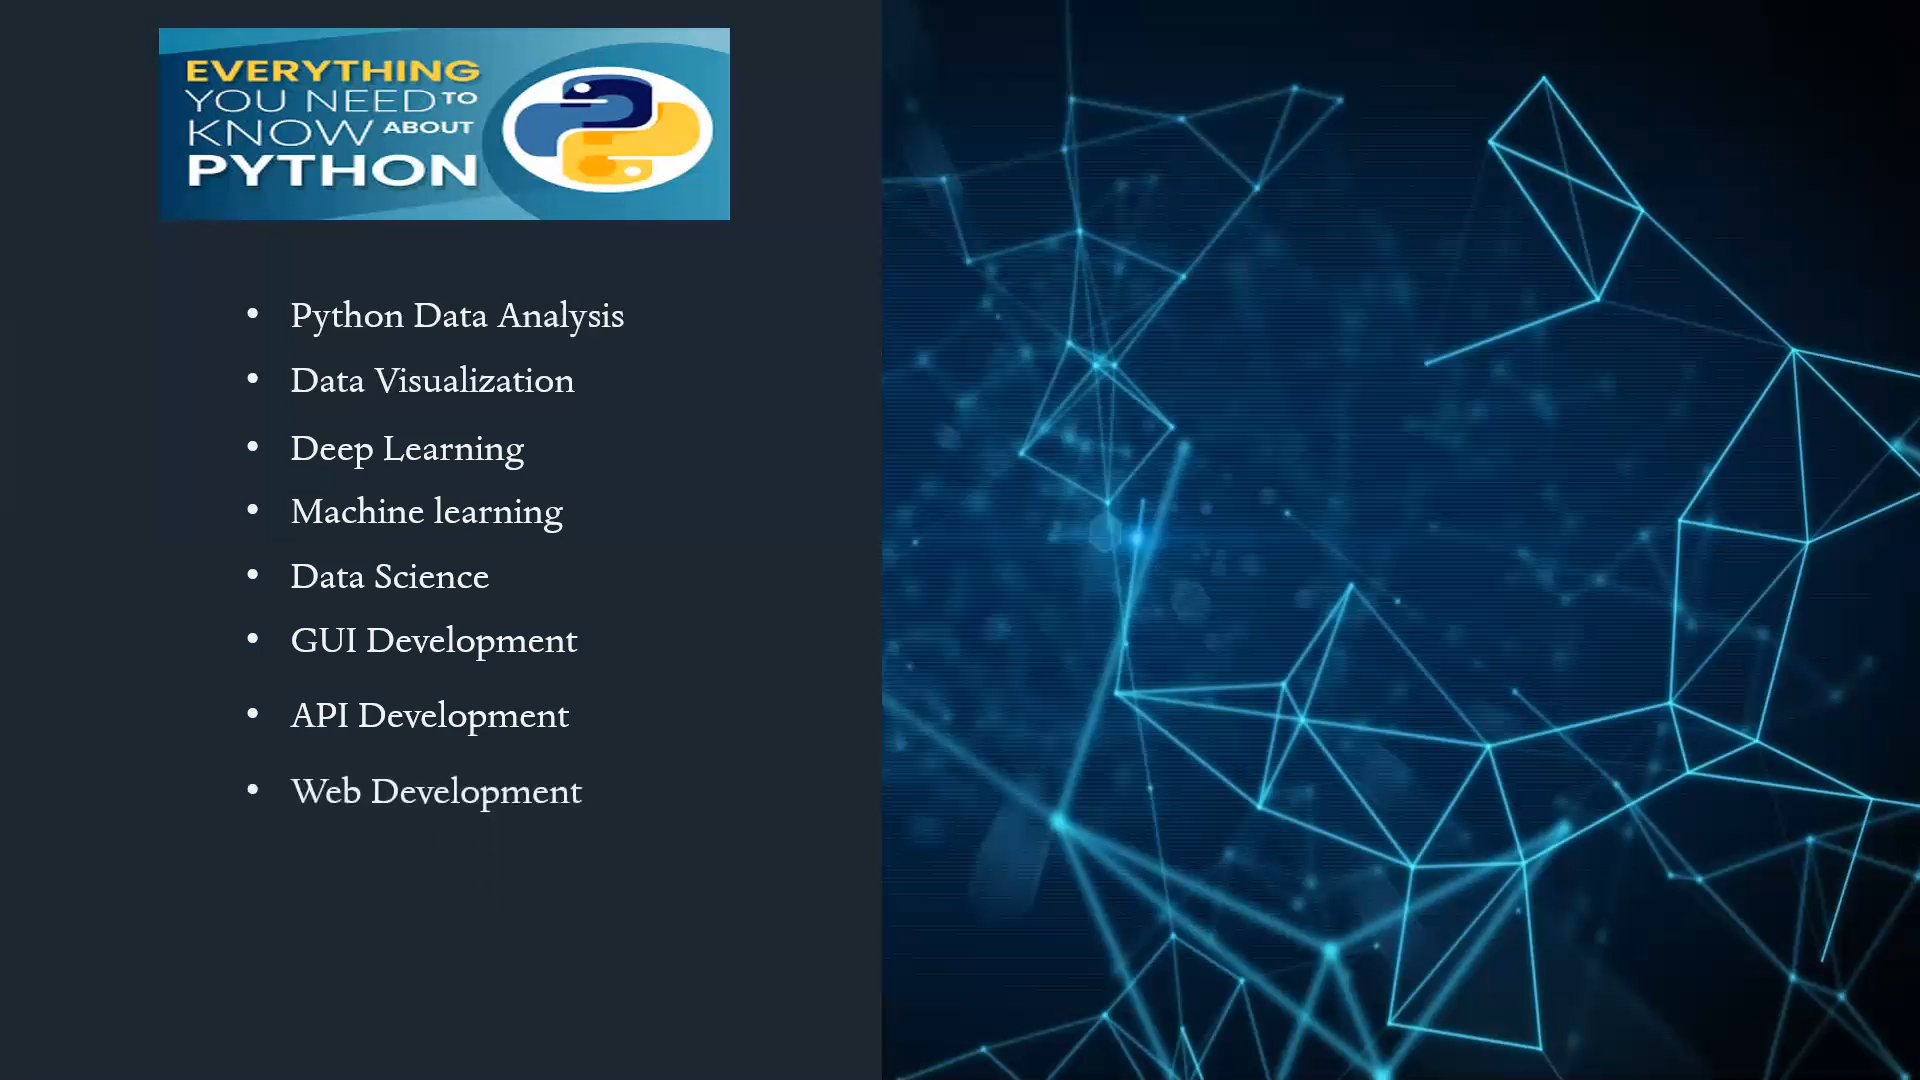 EVERYTHING
YOU NEED TO
KNOW ABOUT
PYTHON
• Python Data Analysis
• Data Visualization
• Deep Learning
• Machine learning
• Data Science
• GUI Development
• API Development
• Web Development